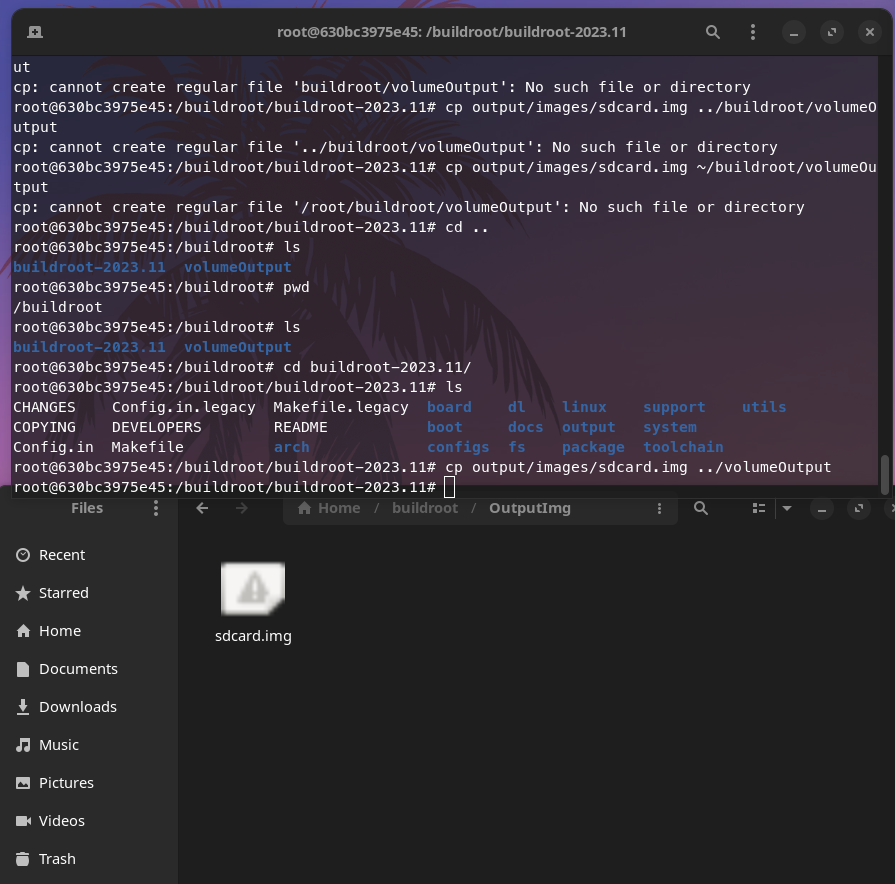 root@630bc3975e45: /buildroot/buildroot-2023.11
ut
cp: cannot create regular file 'buildroot/volumeOutput': No such file or directory
root@630bc3975e45:/buildroot/buildroot-2023.11# cp output/images/sdcard.img ../buildroot/volumeO
utput
cp: cannot create regular file '../buildroot/volumeOutput': No such file or directory
root@630bc3975e45:/buildroot/buildroot-2023.11# cp output/images/sdcard.img ~/buildroot/volumeOu
tput
cp: cannot create regular file '/root/buildroot/volumeOutput': No such file or directory
root@630bc3975e45:/buildroot/buildroot-2023.11# cd ..
root@630bc3975e45:/buildroot# ls
buildroot-2023.11  volumeOutput
root@630bc3975e45:/buildroot# pwd
/buildroot
root@630bc3975e45:/buildroot# ls
buildroot-2023.11  volumeOutput
root@630bc3975e45:/buildroot# cd buildroot-2023.11/
root@630bc3975e45:/buildroot/buildroot-2023.11# ls
CHANGES    Config.in.legacy  Makefile.legacy  board    dl    linux    support    utils
COPYING    DEVELOPERS        README           boot     docs  output   system
Config.in  Makefile          arch             configs  fs    package  toolchain
root@630bc3975e45:/buildroot/buildroot-2023.11# cp output/images/sdcard.img ../volumeOutput
root@630bc3975e45:/buildroot/buildroot-2023.11#
Files
Home / buildroot / OutputImg
Recent
Starred
Home
Documents
Downloads
Music
Pictures
Videos
Trash
sdcard.img